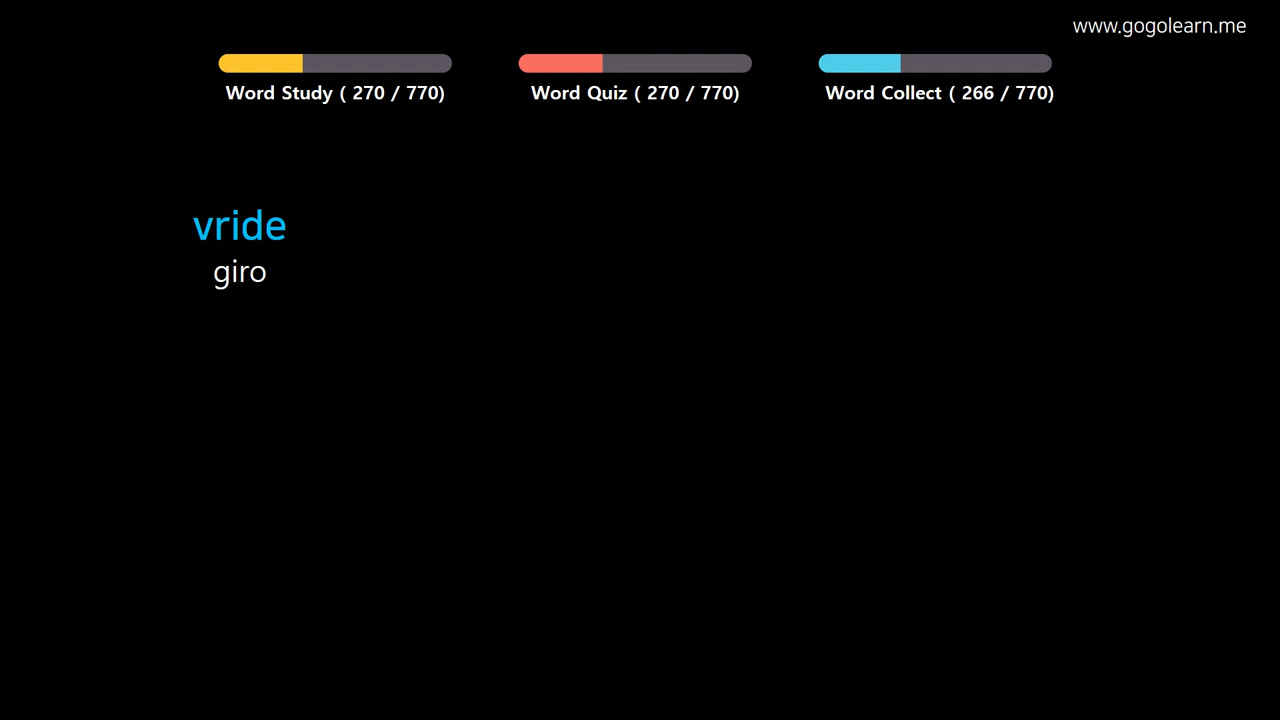 www.gogolearn.me
Word Study ( 270 / 770)
Word Quiz ( 270 / 770)
Word Collect ( 266 / 770)
vride
giro